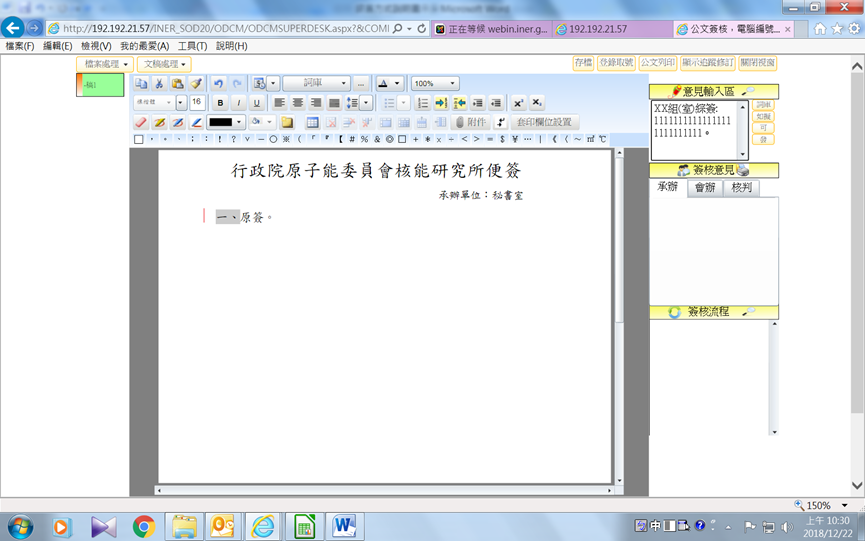 http://192.192.21.57/INER_SOD20/ODCM/ODCMSUPERDESK.aspx?&COMI
正在等候 webin.iner.g...
192.192.21.57
公文簽核，電腦編號...
檔案(F) 編輯(E) 檢視(V) 我的最愛(A) 工具(T) 說明(H)
檔案處理 文稿處理
存檔 登錄取號 公文列印 顯示追蹤修訂 關閉視窗
-稿1
詞庫 ... A 100%
標楷體 16 B I U
附件 套印欄位設置
意見輸入區
XX組(室)綜簽:
1111111111111111
1111111111。
詞庫
如擬
可
發
簽核意見
承辦 會辦 核判
簽核流程
行政院原子能委員會核能研究所便簽
承辦單位：秘書室
一、原簽。
150%
上午 10:30
2018/12/22